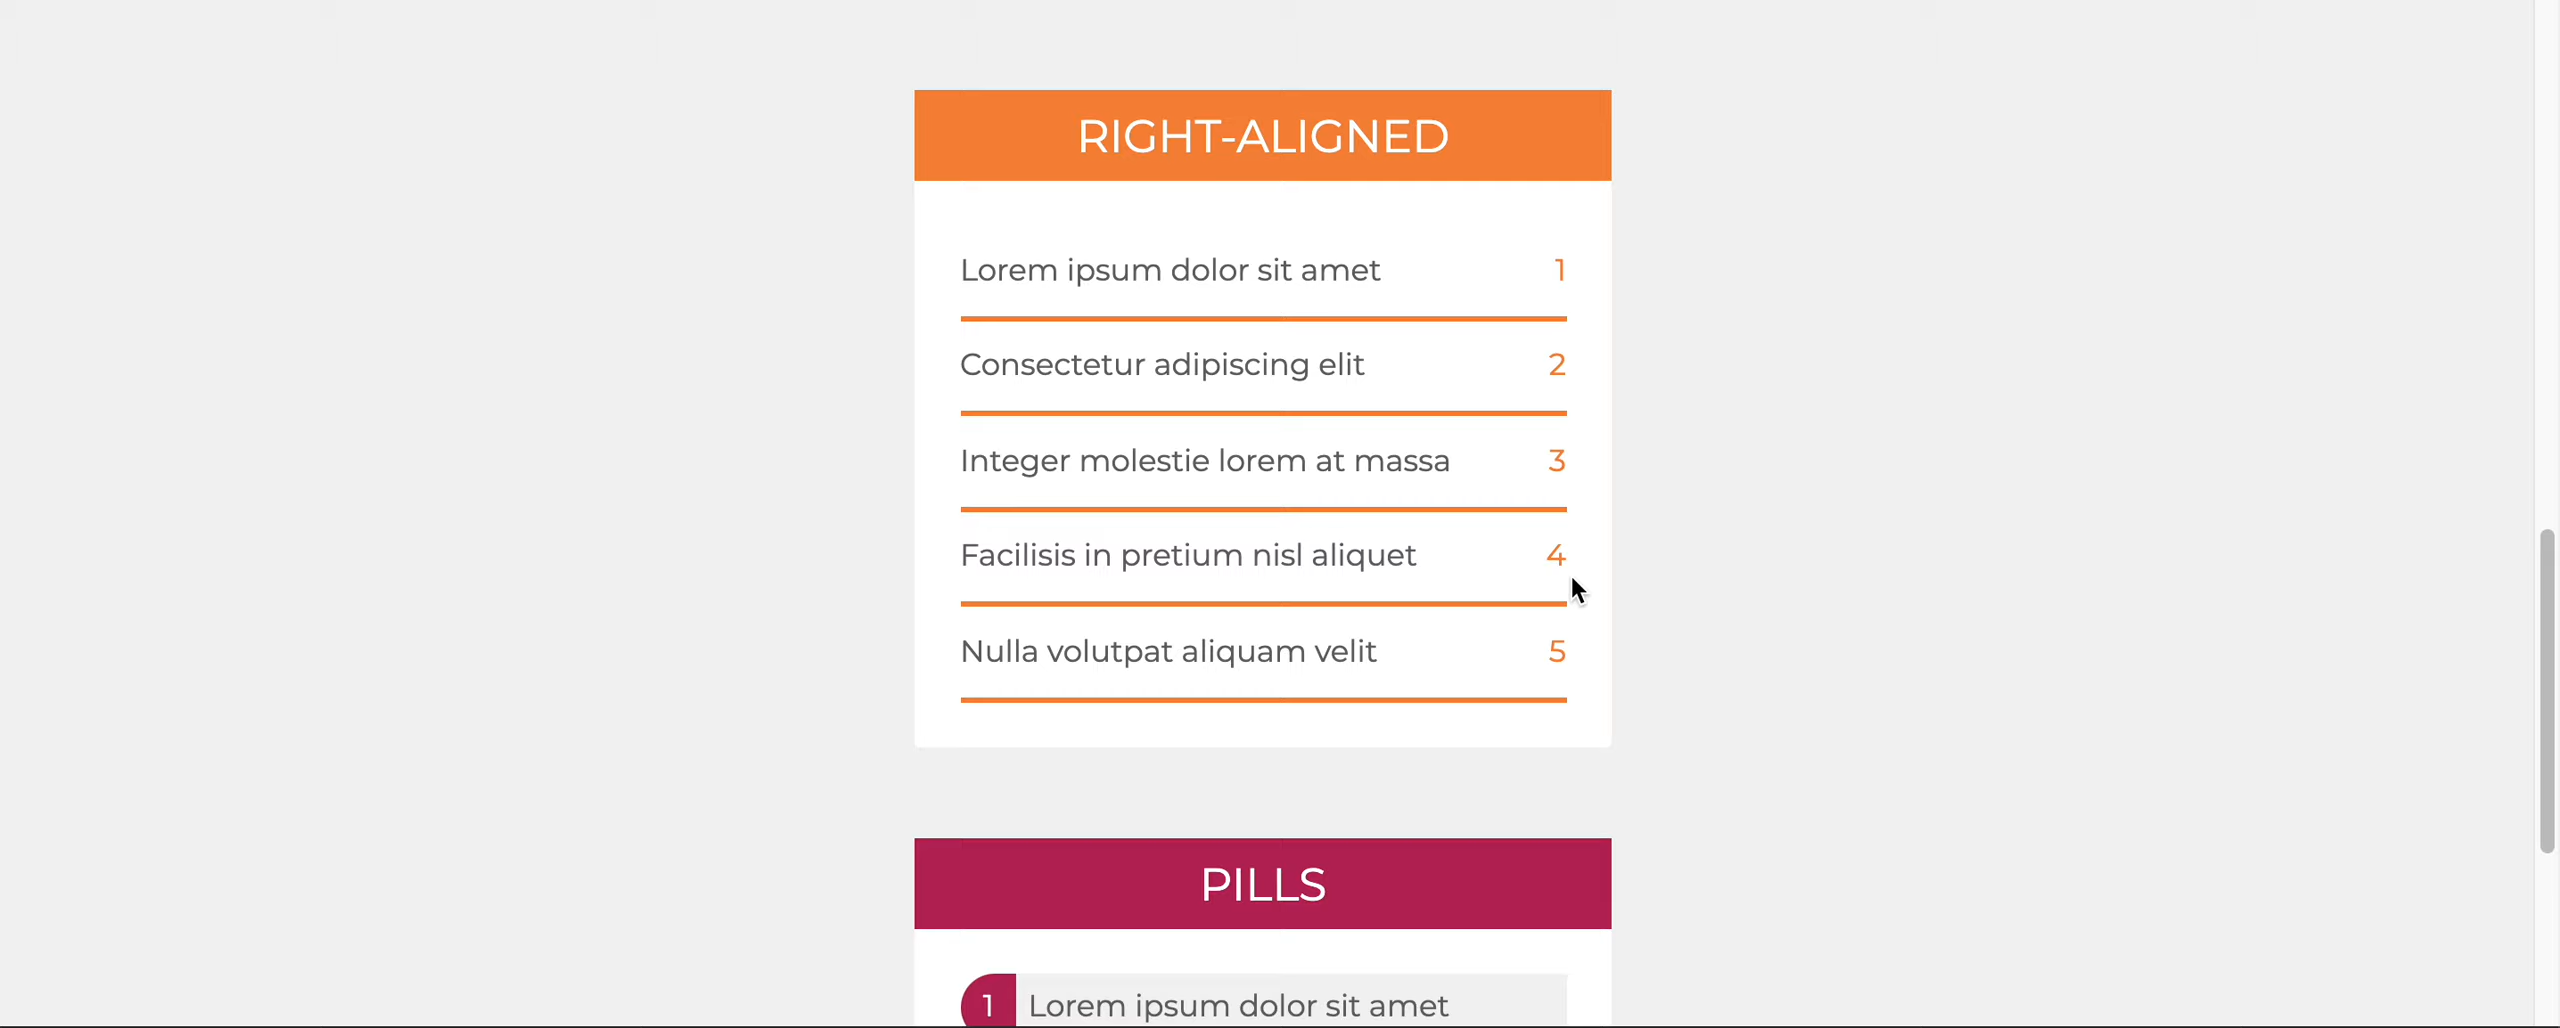 RIGHT-ALIGNED
Lorem ipsum dolor sit amet 1
Consectetur adipiscing elit 2
Integer molestie lorem at massa 3
Facilisis in pretium nisl aliquet 4
Nulla volutpat aliquam velit 5
PILLS
1 Lorem ipsum dolor sit amet